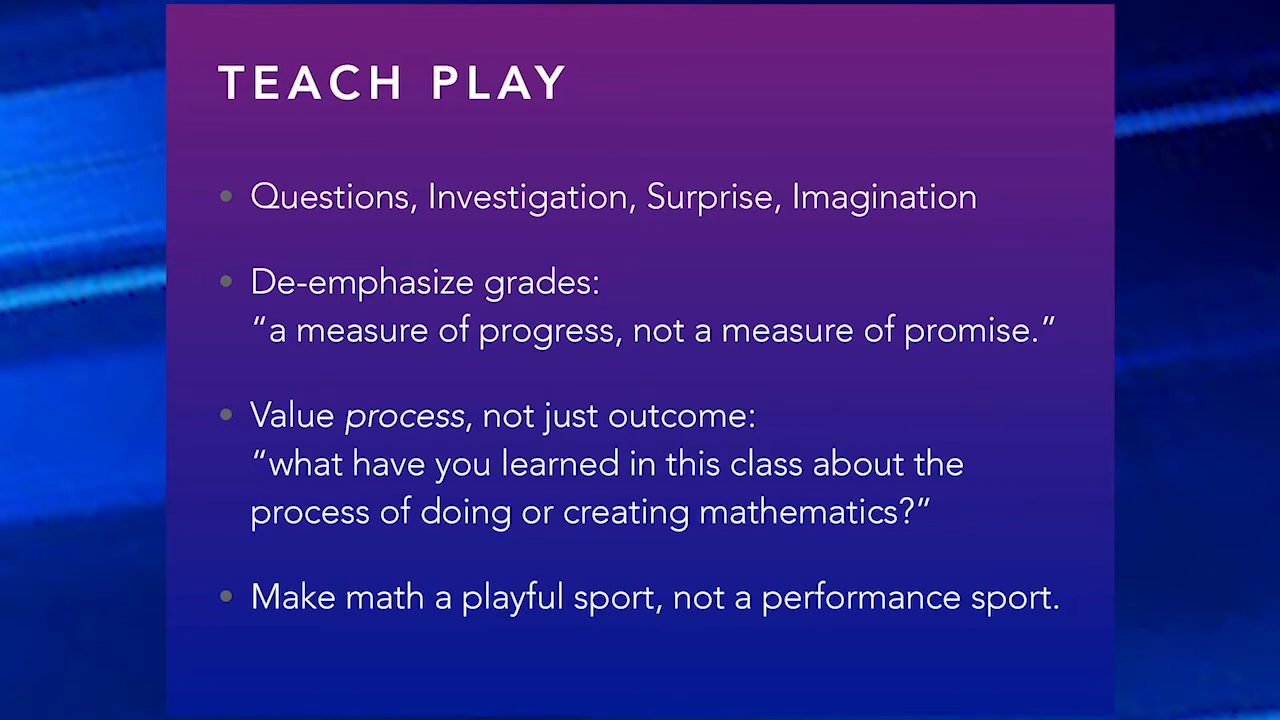 TEACH PLAY
• Questions, Investigation, Surprise, Imagination
• De-emphasize grades:
“a measure of progress, not a measure of promise.”
• Value process, not just outcome:
“what have you learned in this class about the
process of doing or creating mathematics?”
• Make math a playful sport, not a performance sport.